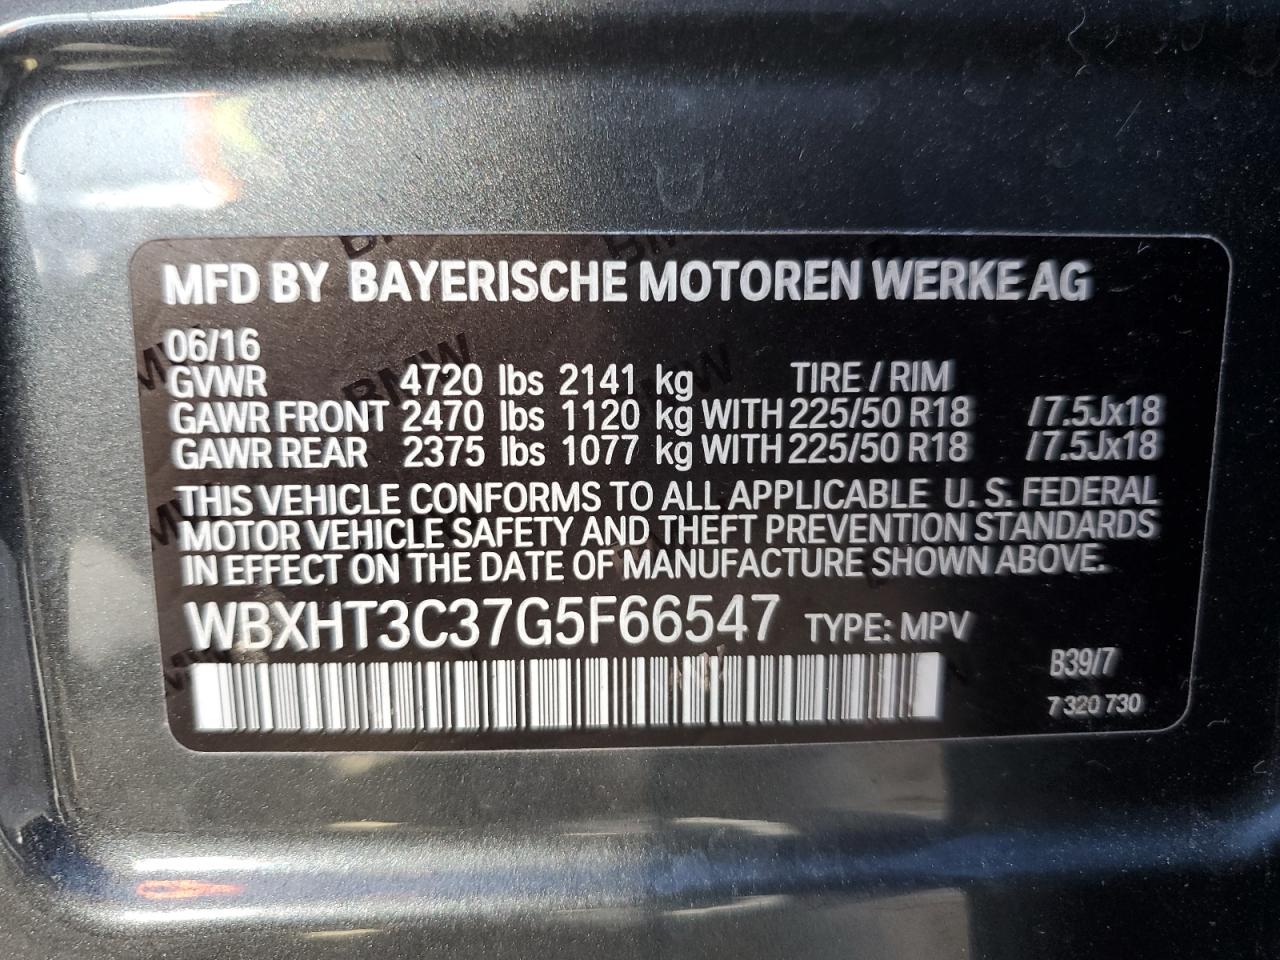 MFD BY BAYERISCHE MOTOREN WERKE AG
06/16
GVWR 4720 lbs 2141 kg TIRE / RIM
GAWR FRONT 2470 lbs 1120 kg WITH 225/50 R18 /7.5Jx18
GAWR REAR 2375 lbs 1077 kg WITH 225/50 R18 /7.5Jx18
THIS VEHICLE CONFORMS TO ALL APPLICABLE U. S. FEDERAL
MOTOR VEHICLE SAFETY AND THEFT PREVENTION STANDARDS
IN EFFECT ON THE DATE OF MANUFACTURE SHOWN ABOVE.
WBXHT3C37G5F66547 TYPE: MPV
B39/7
7 320 730